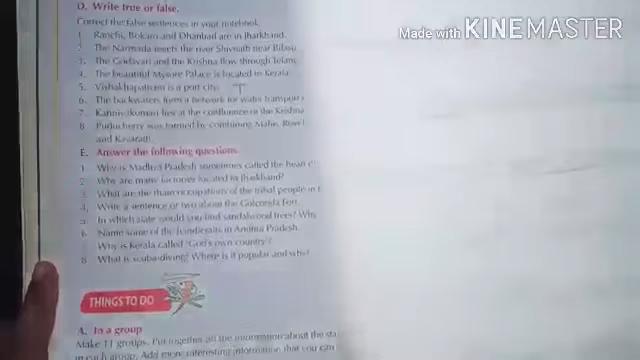 D. Write true or false.
Made with KINEMASTER
Correct the false sentences in your notebook.
1. Ranchi, Bokaro and Dhanbad are in Jharkhand.
2. The Narmada meets the river Shivnath near
3. The Godavari and the Krishna flow through
4. The beautiful Mysore Palace is located in Kerala
5. Vishakhapatnam is a port city. T
6. The backwaters form a network for water transport
7. Kanniyakumari lies at the confluence of the Krishna
8. Puducherry was formed by combining Mahe,
and
E. Answer the following questions.
1. Why is Madhya Pradesh sometimes called the heart
2. Why are many factories located in Jharkhand?
3. What are the main occupations of the tribal people in
4. Write a sentence or two about the Golconda Fort.
5. In which state would you find sandalwood trees? Why
6. Name some of the handicrafts in Andhra Pradesh.
Why is Kerala called 'God's own country'?
8. What is scuba-diving? Where is it popular and why?
THINGS TO DO
A. In a group
Make 11 groups. Put together all the information about the
in each group. Add more interesting information that you can